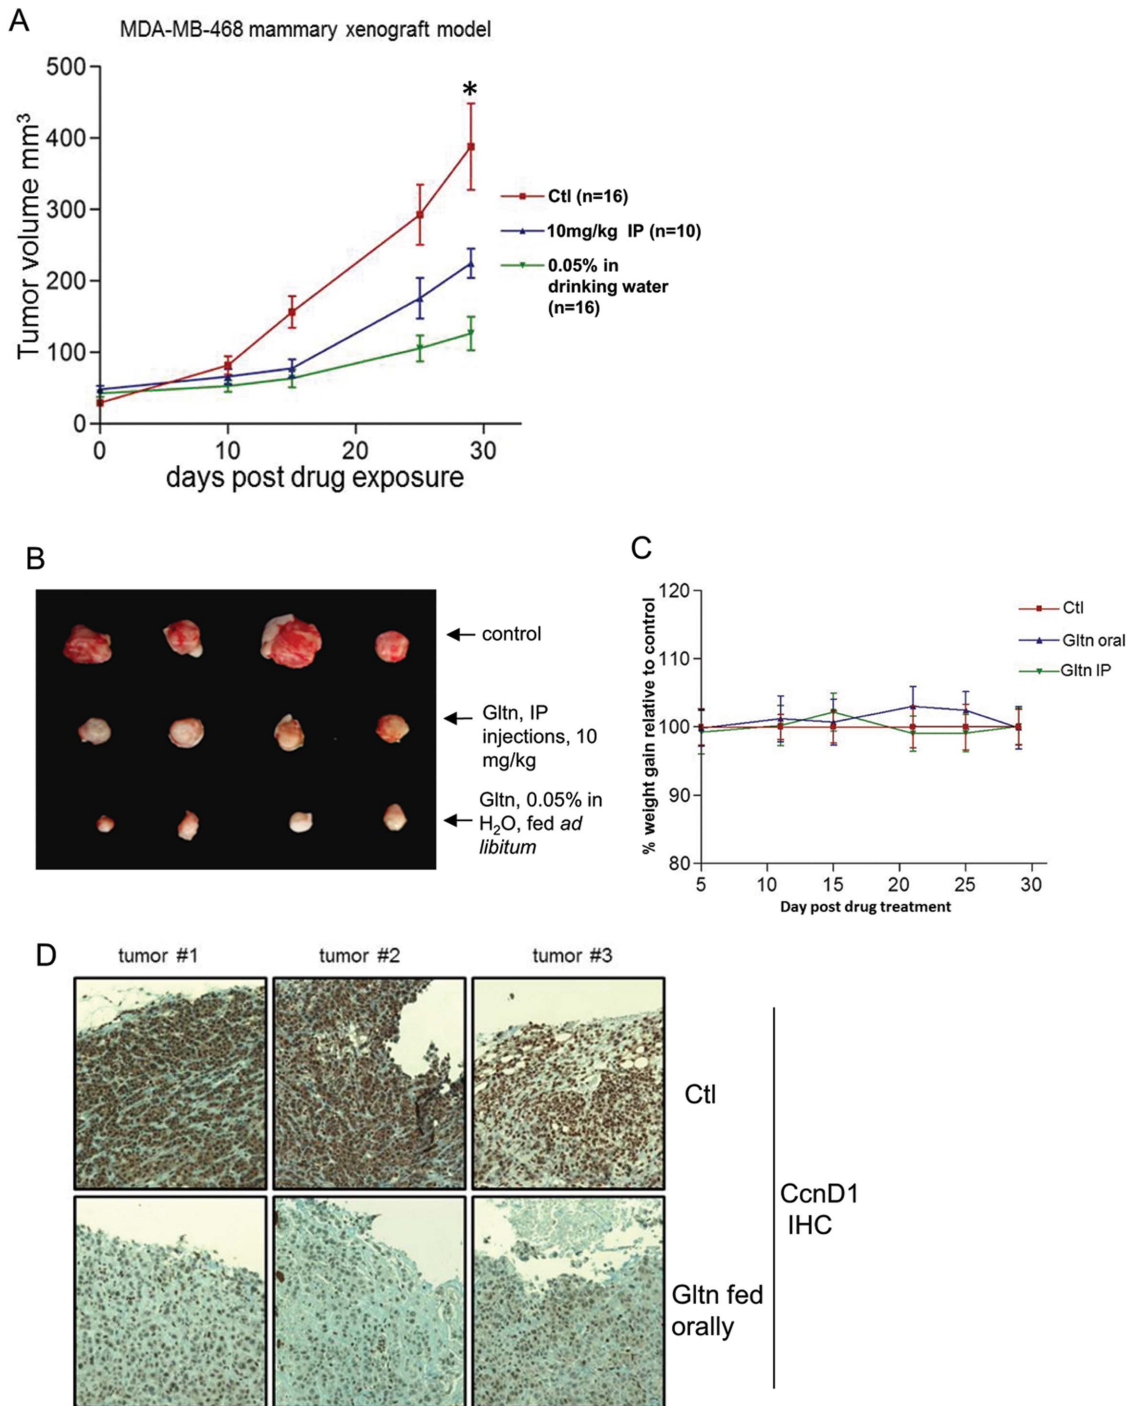 A
MDA-MB-468 mammary xenograft model
Tumor volume mm³
500
400
300
200
100
0
0 10 20 30
days post drug exposure
*
Ctl (n=16)
10mg/kg IP (n=10)
0.05% in
drinking water
(n=16)
B
control
Gltn, IP
injections, 10
mg/kg
Gltn, 0.05% in
H₂O, fed ad
libitum
C
% weight gain relative to control
120
110
100
90
80
5 10 15 20 25 30
Day post drug treatment
Ctl
Gltn oral
Gltn IP
D
tumor #1 tumor #2 tumor #3
Ctl
Gltn fed
orally
CcnD1
IHC